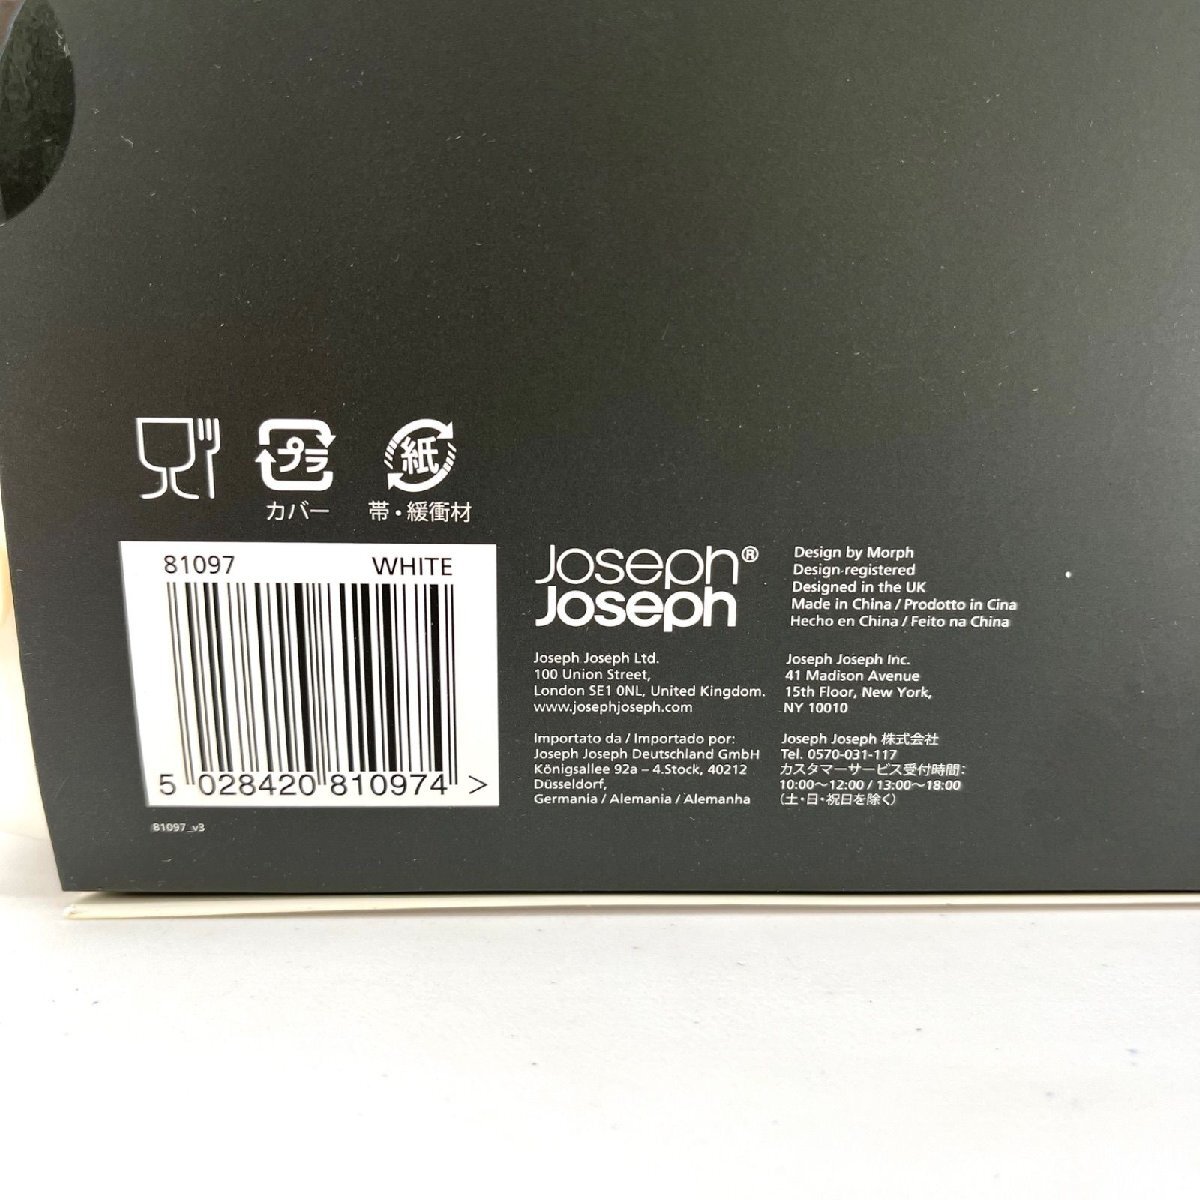 プラ
紙
カバー
帯・緩衝材
81097 WHITE
5 028420 810974 >
81097_v3
Joseph®
Joseph
Design by Morph
Design-registered
Designed in the UK
Made in China / Prodotto in Cina
Hecho en China / Feito na China
Joseph Joseph Ltd.
100 Union Street,
London SE1 0NL, United Kingdom.
www.josephjoseph.com
Joseph Joseph Inc.
41 Madison Avenue
15th Floor, New York,
NY 10010
Importato da / Importado por:
Joseph Joseph Deutschland GmbH
Königsallee 92a – 4.Stock, 40212
Düsseldorf,
Germania / Alemania / Alemanha
Joseph Joseph 株式会社
Tel. 0570-031-117
カスタマーサービス受付時間:
10:00〜12:00 / 13:00〜18:00
(土・日・祝日を除く)